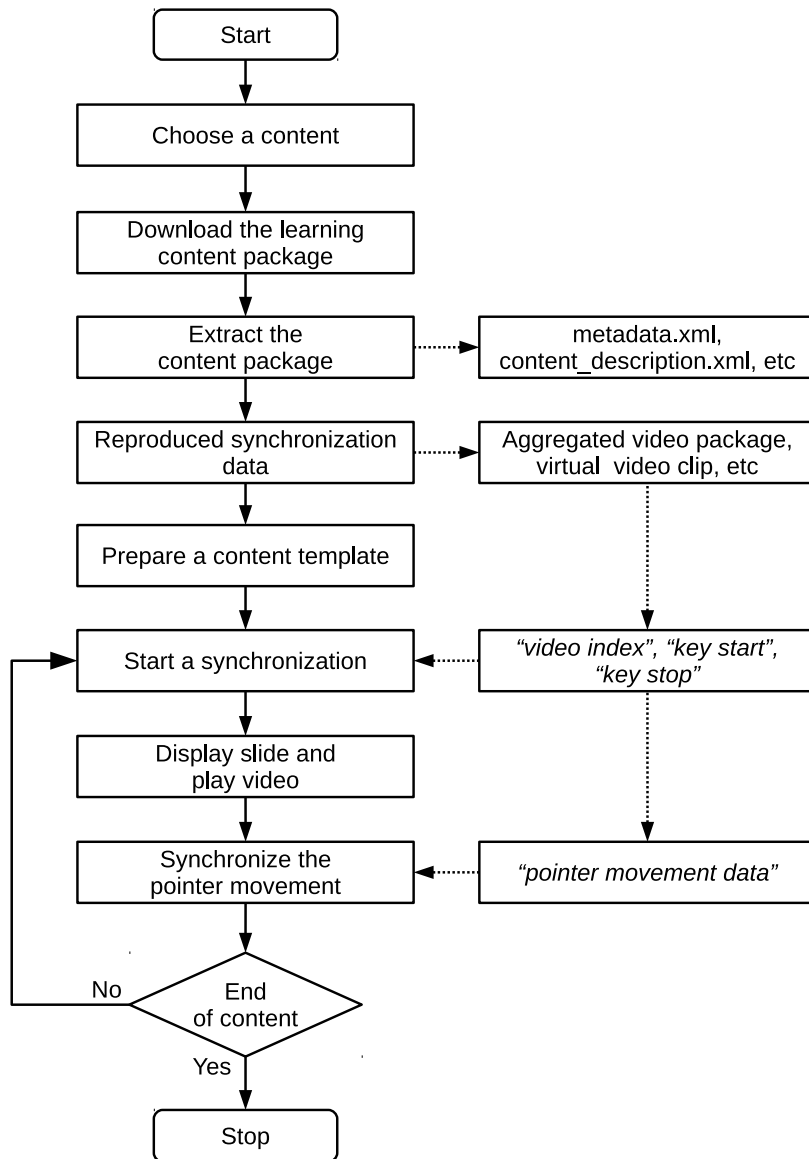 Start
Choose a content
Download the learning
content package
Extract the
content package
metadata.xml,
content_description.xml, etc
Reproduced synchronization
data
Aggregated video package,
virtual video clip, etc
Prepare a content template
Start a synchronization
“video index”, “key start”,
“key stop”
Display slide and
play video
Synchronize the
pointer movement
“pointer movement data”
No
End
of content
Yes
Stop